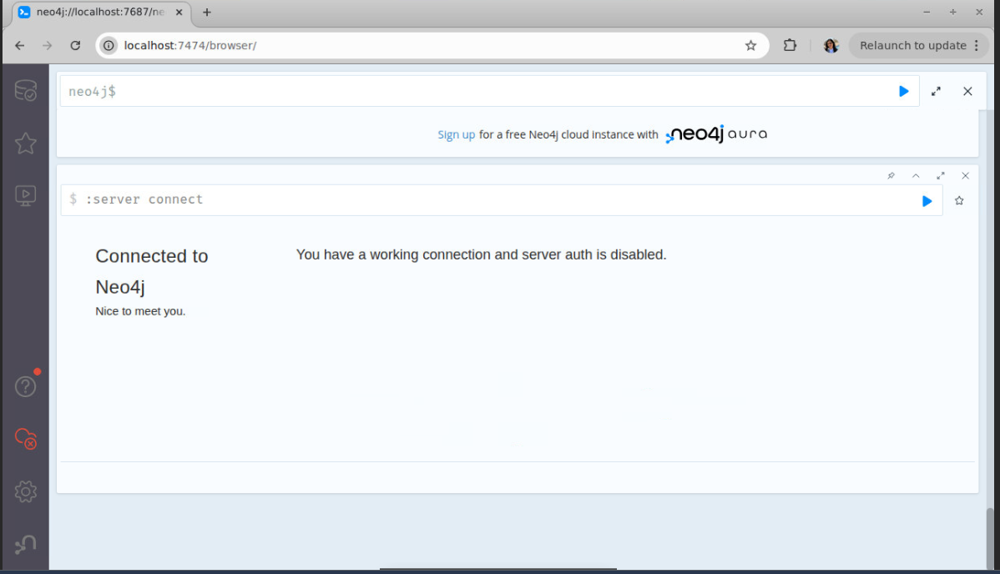 neo4j://localhost:7687/ne
localhost:7474/browser/
Relaunch to update
neo4j$
Sign up for a free Neo4j cloud instance with neo4j aura
$ :server connect
Connected to
Neo4j
Nice to meet you.
You have a working connection and server auth is disabled.